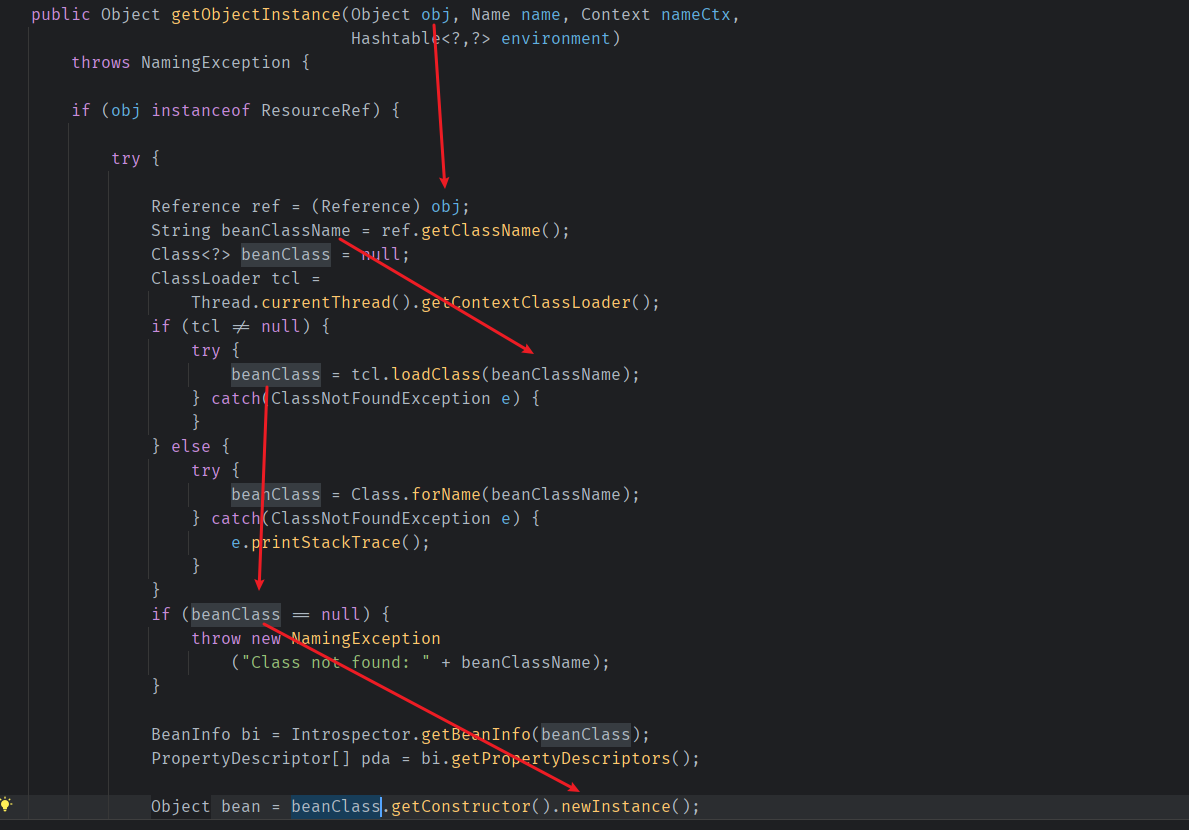 public Object getObjectInstance(Object obj, Name name, Context nameCtx,
Hashtable<?,?> environment)
throws NamingException {
if (obj instanceof ResourceRef) {
try {
Reference ref = (Reference) obj;
String beanClassName = ref.getClassName();
Class<?> beanClass = null;
ClassLoader tcl =
Thread.currentThread().getContextClassLoader();
if (tcl ≠ null) {
try {
beanClass = tcl.loadClass(beanClassName);
} catch(ClassNotFoundException e) {
}
} else {
try {
beanClass = Class.forName(beanClassName);
} catch(ClassNotFoundException e) {
e.printStackTrace();
}
}
if (beanClass == null) {
throw new NamingException
("Class not found: " + beanClassName);
}
BeanInfo bi = Introspector.getBeanInfo(beanClass);
PropertyDescriptor[] pda = bi.getPropertyDescriptors();
Object bean = beanClass.getConstructor().newInstance();